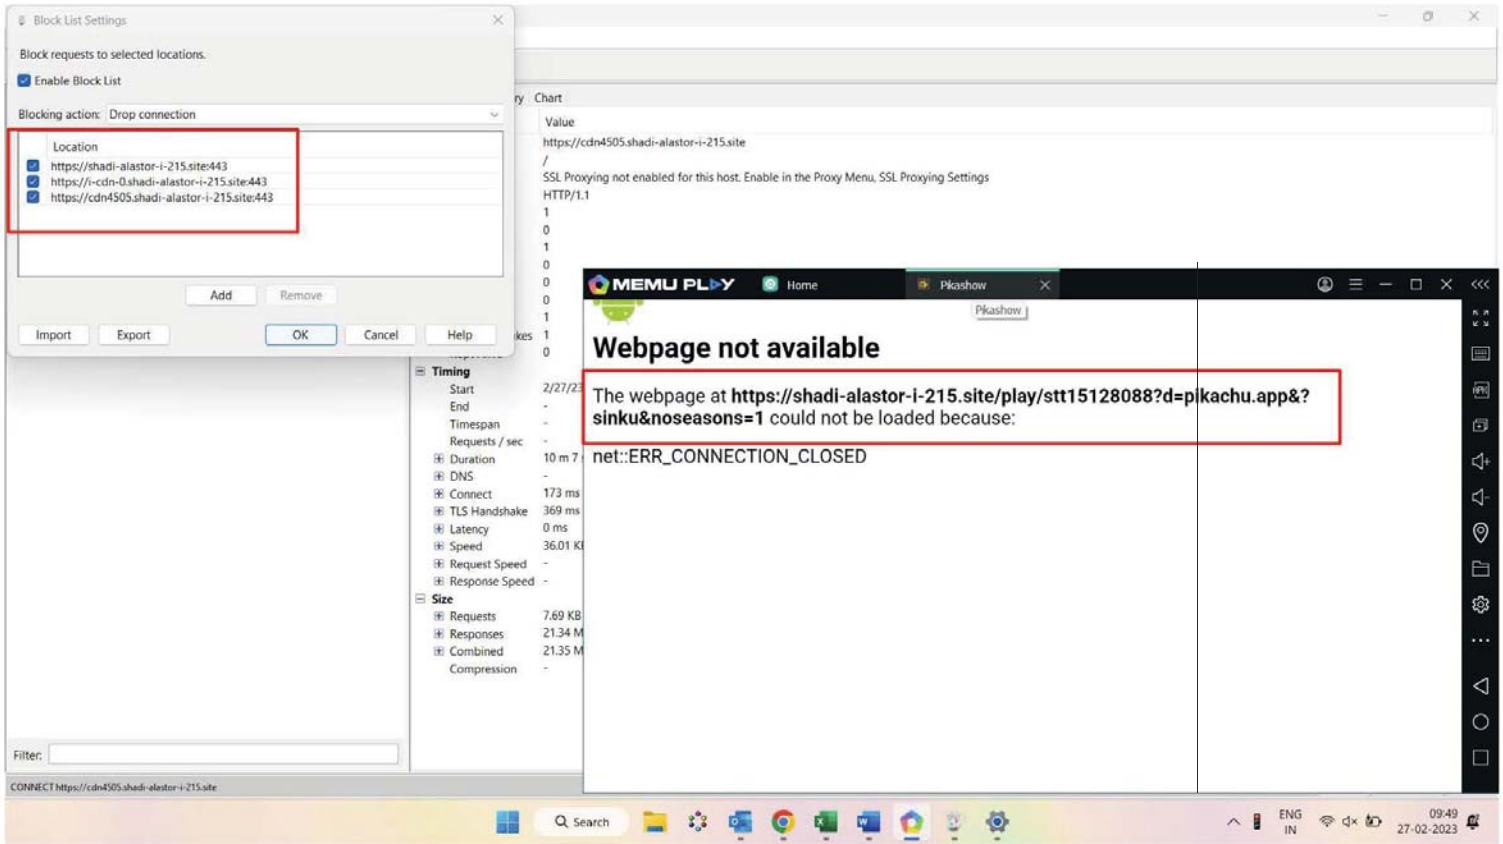 Block List Settings
Block requests to selected locations.
Enable Block List
Blocking action: Drop connection
Location
https://shadi-alastor-i-215.site:443
https://i-cdn-0.shadi-alastor-i-215.site:443
https://cdn4505.shadi-alastor-i-215.site:443
Add Remove
Import Export OK Cancel Help
ry Chart
Value
https://cdn4505.shadi-alastor-i-215.site
/
SSL Proxying not enabled for this host. Enable in the Proxy Menu, SSL Proxying Settings
HTTP/1.1
1
0
1
0
0
0
1
kes 1
0
Timing
Start 2/27/23
End -
Timespan -
Requests / sec -
Duration 10 m 7
DNS -
Connect 173 ms
TLS Handshake 369 ms
Latency 0 ms
Speed 36.01 K
Request Speed -
Response Speed -
Size
Requests 7.69 KB
Responses 21.34 M
Combined 21.35 M
Compression -
MEMU PLAY Home Pikashow
Pikashow
Webpage not available
The webpage at https://shadi-alastor-i-215.site/play/stt15128088?d=pikachu.app&?
sinku&noseasons=1 could not be loaded because:
net::ERR_CONNECTION_CLOSED
Filter:
CONNECT https://cdn4505.shadi-alastor-i-215.site
Search
ENG
IN
09:49
27-02-2023